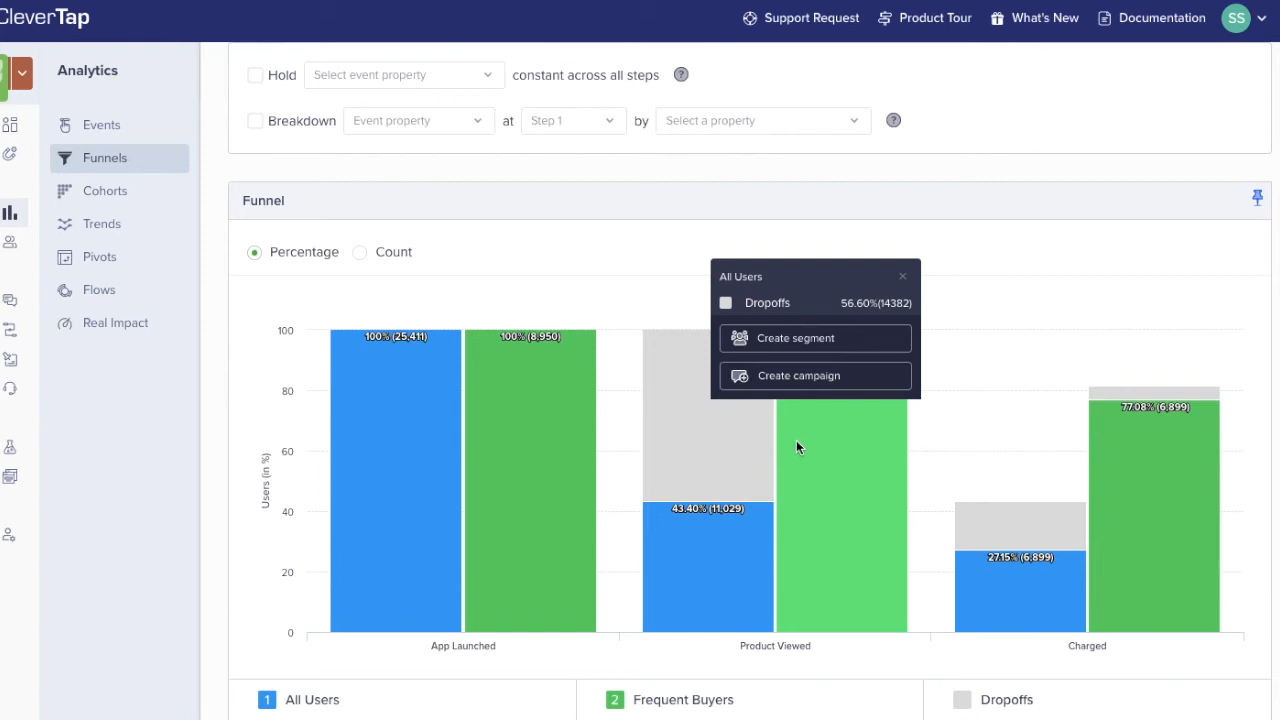 CleverTap
Support Request
Product Tour
What's New
Documentation
SS
Analytics
Events
Funnels
Cohorts
Trends
Pivots
Flows
Real Impact
Hold Select event property constant across all steps ?
Breakdown Event property at Step 1 by Select a property ?
Funnel
Percentage Count
All Users ×
Dropoffs 56.60%(14382)
Create segment
Create campaign
Users (in %)
100
80
60
40
20
0
100% (25,411)
100% (8,950)
43.40% (11,029)
27.15% (6,899)
77.08% (6,899)
App Launched
Product Viewed
Charged
1 All Users
2 Frequent Buyers
Dropoffs